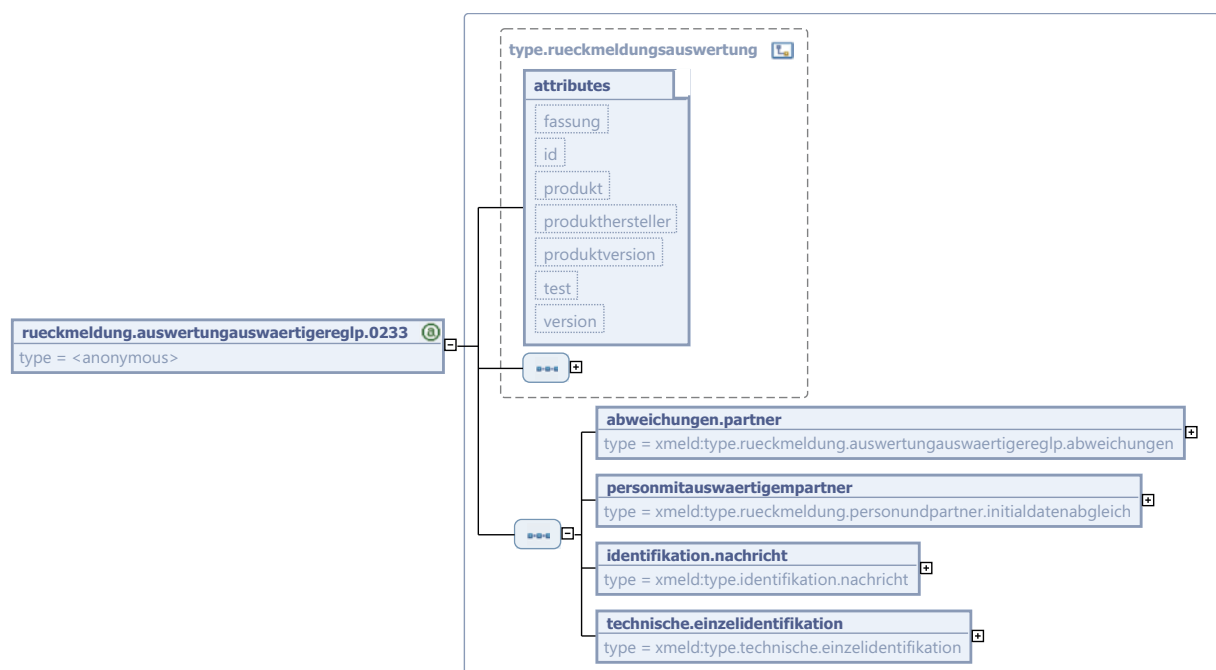 type.rueckmeldungsauswertung
attributes
fassung
id
produkt
produkthersteller
produktversion
test
version
rueckmeldung.auswertungauswaertigereglp.0233
type = <anonymous>
abweichungen.partner
type = xmeld:type.rueckmeldung.auswertungauswaertigereglp.abweichungen
personmitauswaertigempartner
type = xmeld:type.rueckmeldung.personundpartner.initialdatenabgleich
identifikation.nachricht
type = xmeld:type.identifikation.nachricht
technische.einzelidentifikation
type = xmeld:type.technische.einzelidentifikation